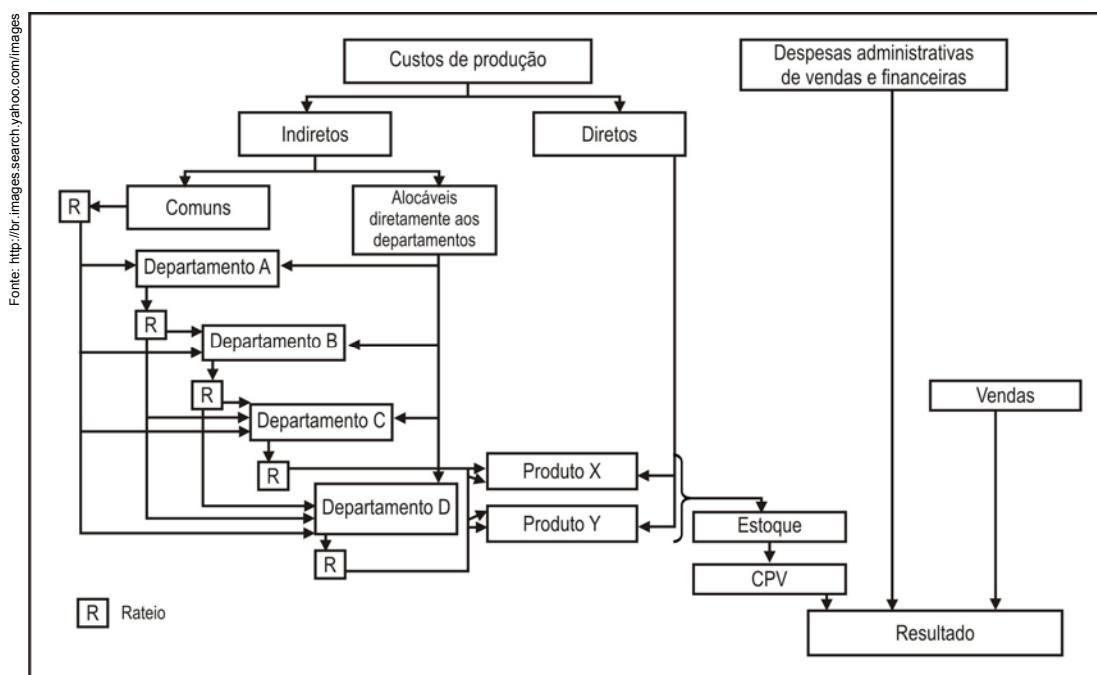 Fonte: http://br.images.search.yahoo.com/images
Custos de produção
Despesas administrativas
de vendas e financeiras
Indiretos
Diretos
R
Comuns
Alocáveis
diretamente aos
departamentos
Departamento A
R
Departamento B
R
Departamento C
R
Departamento D
R
Produto X
Produto Y
Vendas
Estoque
CPV
Resultado
R Rateio